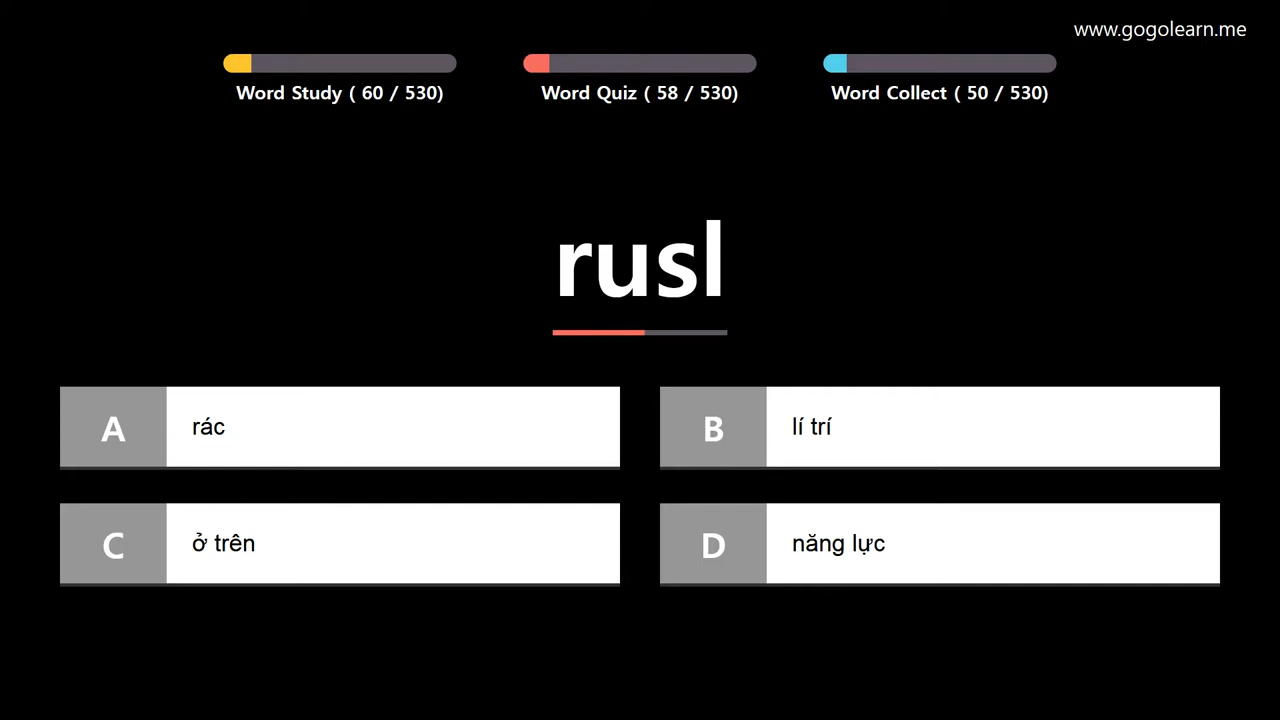 www.gogolearn.me
Word Study ( 60 / 530)
Word Quiz ( 58 / 530)
Word Collect ( 50 / 530)
rusl
A rác
B lí trí
C ở trên
D năng lực